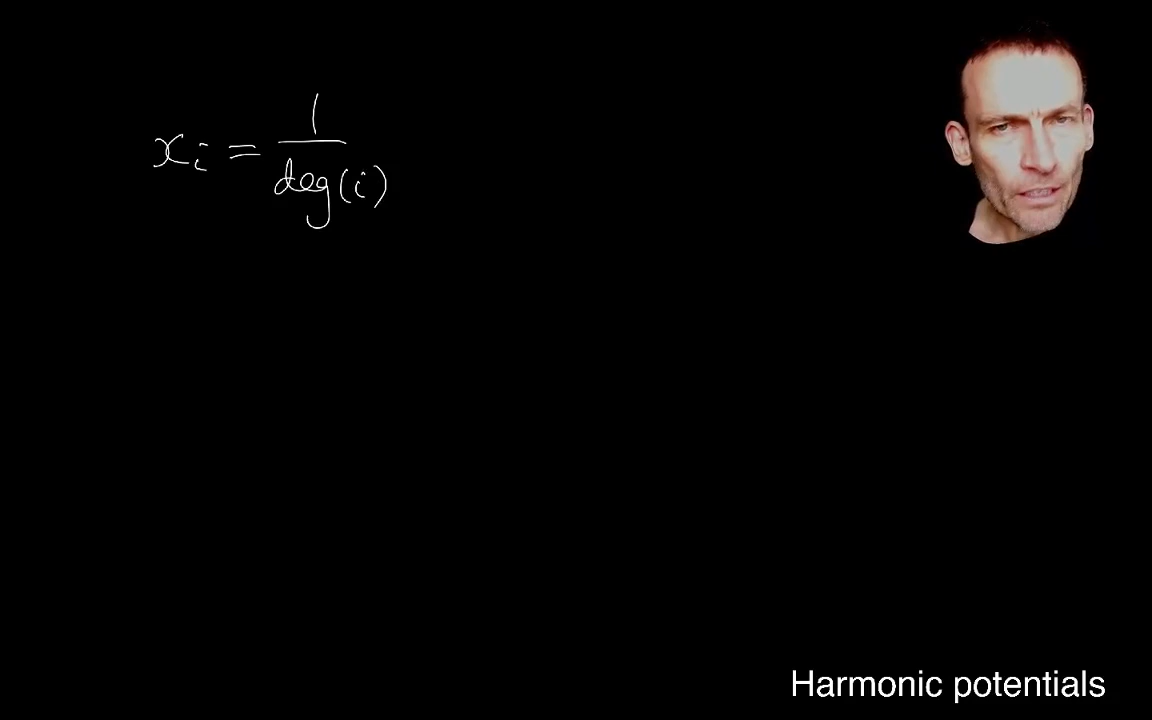 x_i = 1/deg(i)
Harmonic potentials